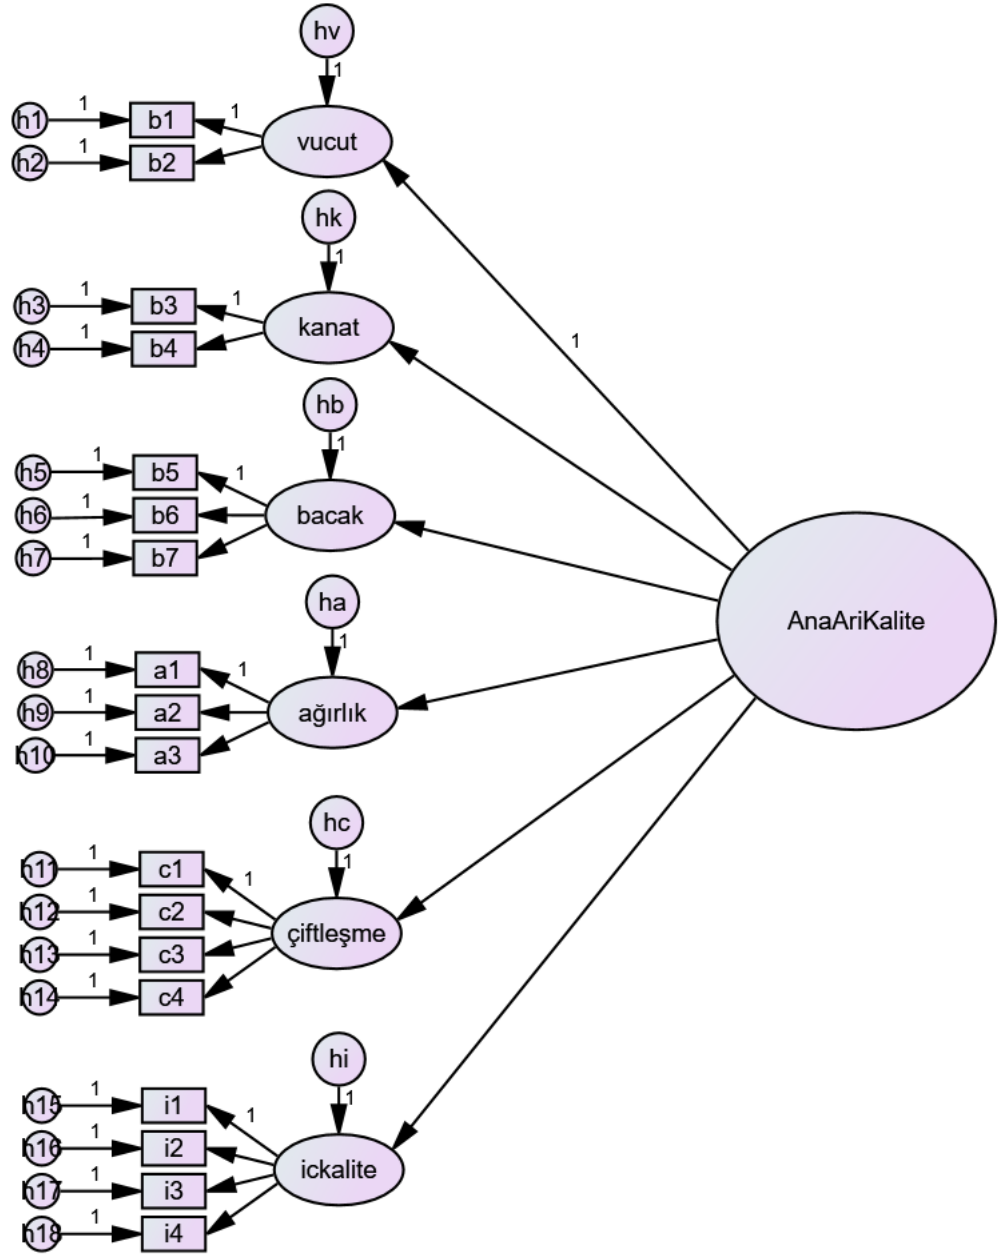 hv
1
h1 1 b1 1
h2 1 b2
vucut
hk
1
h3 1 b3 1
h4 1 b4
kanat
1
hb
1
h5 1 b5 1
h6 1 b6
h7 1 b7
bacak
AnaAriKalite
ha
1
h8 1 a1 1
h9 1 a2
h10 1 a3
ağırlık
hc
1
h11 1 c1 1
h12 1 c2
h13 1 c3
h14 1 c4
çiftleşme
hi
1
h15 1 i1 1
h16 1 i2
h17 1 i3
h18 1 i4
ickalite